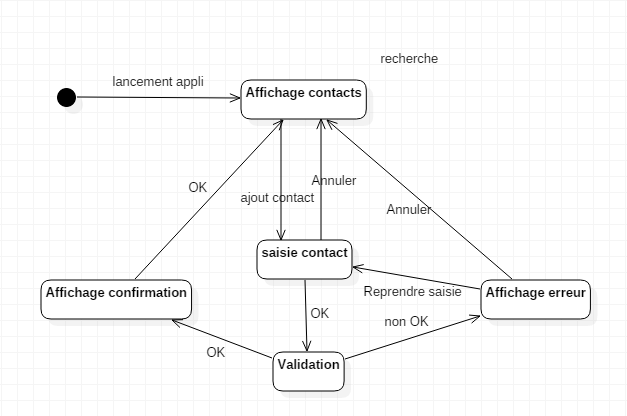 recherche
lancement appli
Affichage contacts
Annuler
OK
ajout contact
Annuler
saisie contact
Reprendre saisie
Affichage confirmation
Affichage erreur
OK
non OK
OK
Validation